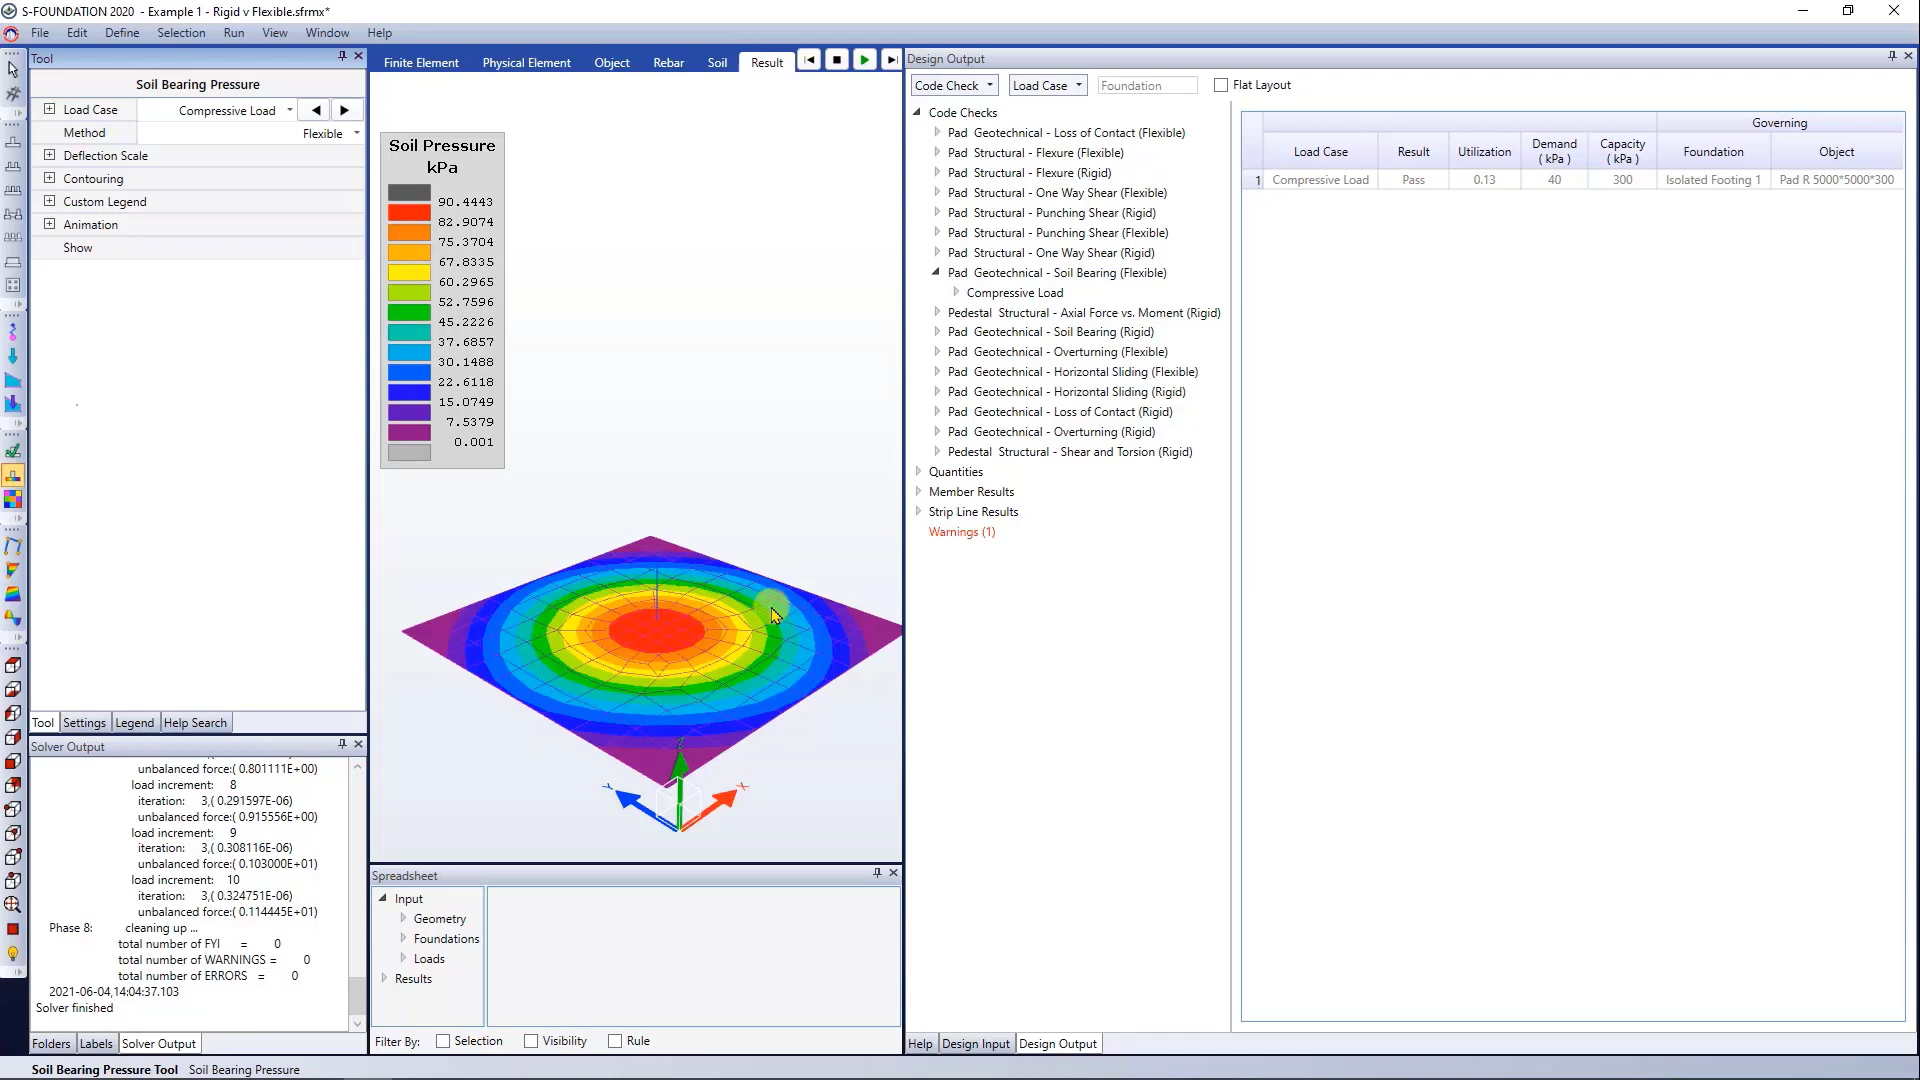 S-FOUNDATION 2020 - Example 1 - Rigid v Flexible.sfrmx*
File Edit Define Selection Run View Window Help
Tool
Soil Bearing Pressure
Load Case Compressive Load
Method Flexible
Deflection Scale
Contouring
Custom Legend
Animation
Show
Tool Settings Legend Help Search
Solver Output
unbalanced force:( 0.801111E+00)
load increment: 8
iteration: 3,( 0.291597E-06)
unbalanced force:( 0.915556E+00)
load increment: 9
iteration: 3,( 0.308116E-06)
unbalanced force:( 0.103000E+01)
load increment: 10
iteration: 3,( 0.324751E-06)
unbalanced force:( 0.114445E+01)
Phase 8: cleaning up ...
total number of FYI = 0
total number of WARNINGS = 0
total number of ERRORS = 0
2021-06-04,14:04:37.103
Solver finished
Folders Labels Solver Output
Finite Element Physical Element Object Rebar Soil Result
Soil Pressure
kPa
90.4443
82.9074
75.3704
67.8335
60.2965
52.7596
45.2226
37.6857
30.1488
22.6118
15.0749
7.5379
0.001
Z
Y
X
Spreadsheet
Input
Geometry
Foundations
Loads
Results
Filter By: Selection Visibility Rule
Design Output
Code Check Load Case Foundation Flat Layout
Code Checks
Pad Geotechnical - Loss of Contact (Flexible)
Pad Structural - Flexure (Flexible)
Pad Structural - Flexure (Rigid)
Pad Structural - One Way Shear (Flexible)
Pad Structural - Punching Shear (Rigid)
Pad Structural - Punching Shear (Flexible)
Pad Structural - One Way Shear (Rigid)
Pad Geotechnical - Soil Bearing (Flexible)
Compressive Load
Pedestal Structural - Axial Force vs. Moment (Rigid)
Pad Geotechnical - Soil Bearing (Rigid)
Pad Geotechnical - Overturning (Flexible)
Pad Geotechnical - Horizontal Sliding (Flexible)
Pad Geotechnical - Horizontal Sliding (Rigid)
Pad Geotechnical - Loss of Contact (Rigid)
Pad Geotechnical - Overturning (Rigid)
Pedestal Structural - Shear and Torsion (Rigid)
Quantities
Member Results
Strip Line Results
Warnings (1)
Governing
Load Case Result Utilization Demand ( kPa ) Capacity ( kPa ) Foundation Object
1 Compressive Load Pass 0.13 40 300 Isolated Footing 1 Pad R 5000*5000*300
Help Design Input Design Output
Soil Bearing Pressure Tool Soil Bearing Pressure